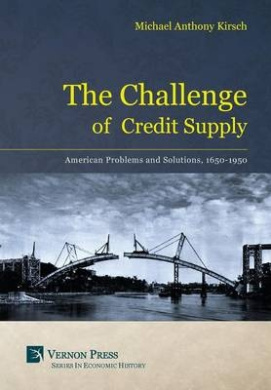 Michael Anthony Kirsch
The Challenge
of Credit Supply
American Problems and Solutions, 1650-1950
VERNON PRESS
SERIES IN ECONOMIC HISTORY